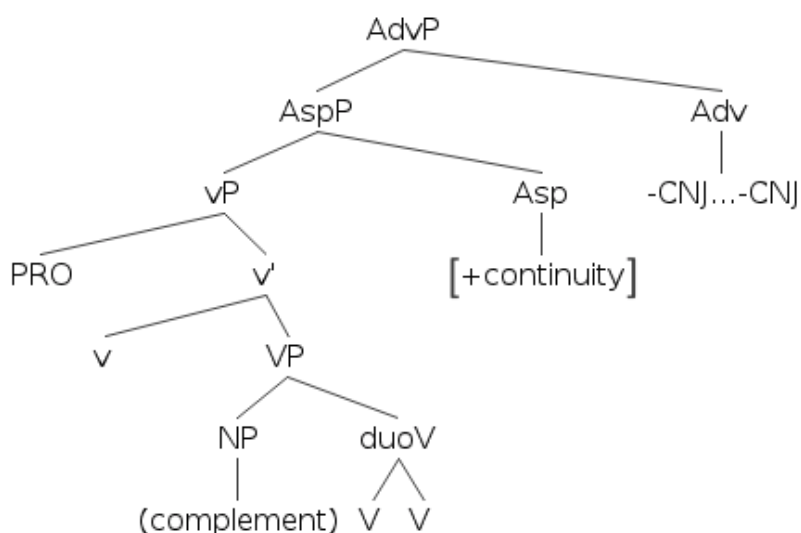 AdvP
AspP Adv
vP Asp -CNJ...-CNJ
PRO v' [+continuity]
v VP
NP duoV
(complement) V V